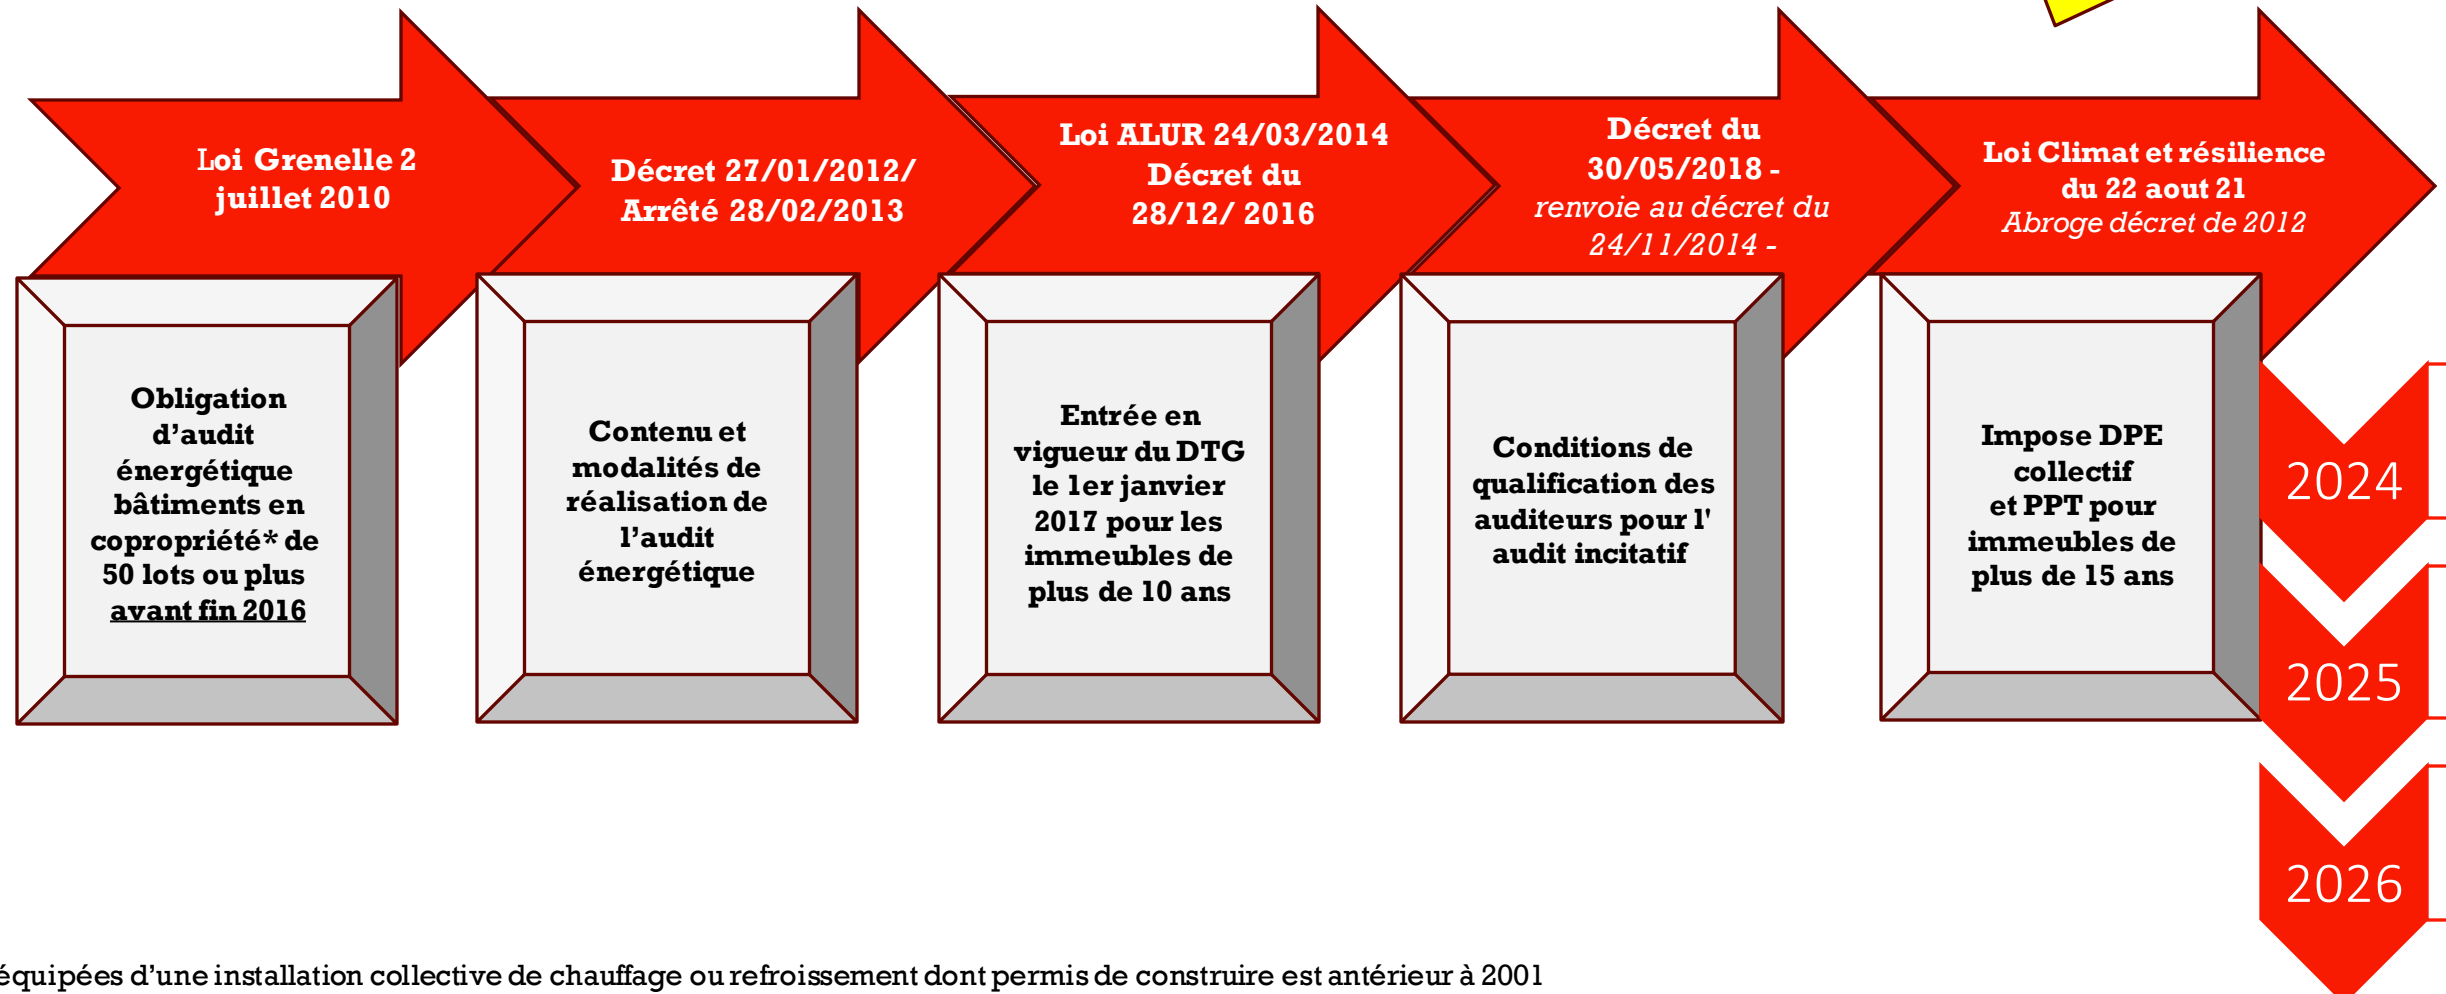 Loi Grenelle 2
juillet 2010
Décret 27/01/2012/
Arrêté 28/02/2013
Loi ALUR 24/03/2014
Décret du
28/12/ 2016
Décret du
30/05/2018 -
renvoie au décret du
24/11/2014 -
Loi Climat et résilience
du 22 aout 21
Abroge décret de 2012
Obligation
d’audit
énergétique
bâtiments en
copropriété* de
50 lots ou plus
avant fin 2016
Contenu et
modalités de
réalisation de
l’audit
énergétique
Entrée en
vigueur du DTG
le 1er janvier
2017 pour les
immeubles de
plus de 10 ans
Conditions de
qualification des
auditeurs pour l'
audit incitatif
Impose DPE
collectif
et PPT pour
immeubles de
plus de 15 ans
2024
2025
2026
équipées d’une installation collective de chauffage ou refroissement dont permis de construire est antérieur à 2001